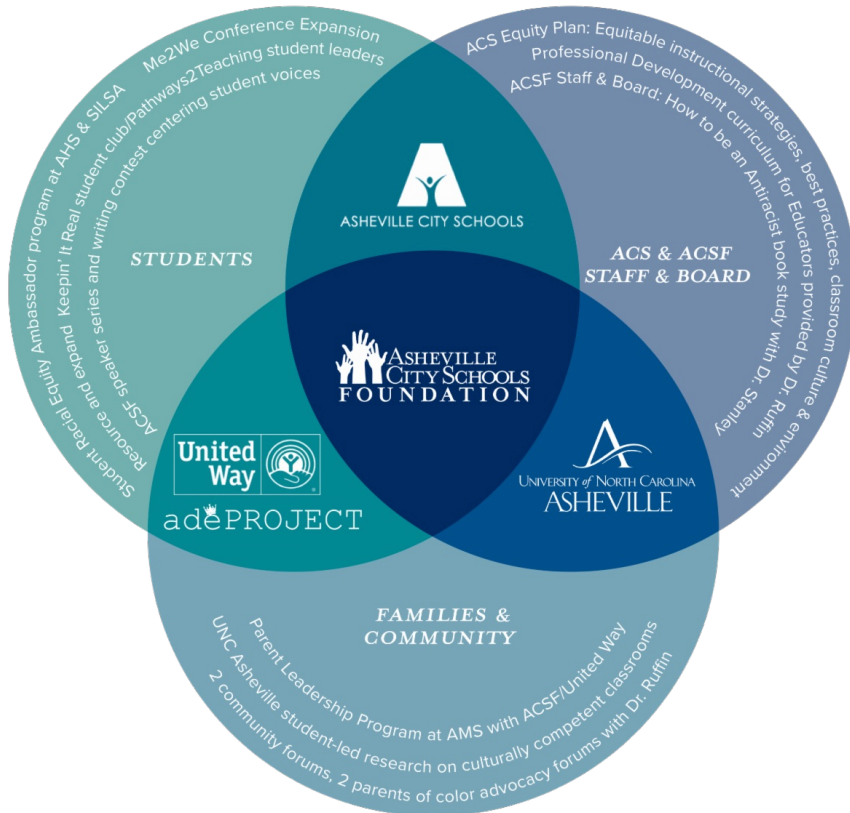 Student Racial Equity Ambassador program at AHS & SILSA Me2We Conference Expansion
Resource and expand Keepin' It Real student club/Pathways2Teaching student leaders
ACSF speaker series and writing contest centering student voices
STUDENTS
ACS Equity Plan: Equitable instructional strategies, best practices, classroom culture & environment
Professional Development curriculum for Educators provided by Dr. Ruffin
ACSF Staff & Board: How to be an Antiracist book study with Dr. Stanley
ACS & ACSF
STAFF & BOARD
ASHEVILLE CITY SCHOOLS
ASHEVILLE
CITY SCHOOLS
FOUNDATION
United
Way
adePROJECT
UNIVERSITY of NORTH CAROLINA
ASHEVILLE
FAMILIES &
COMMUNITY
Parent Leadership Program at AMS with ACSF/United Way
UNC Asheville student-led research on culturally competent classrooms
2 community forums, 2 parents of color advocacy forums with Dr. Ruffin